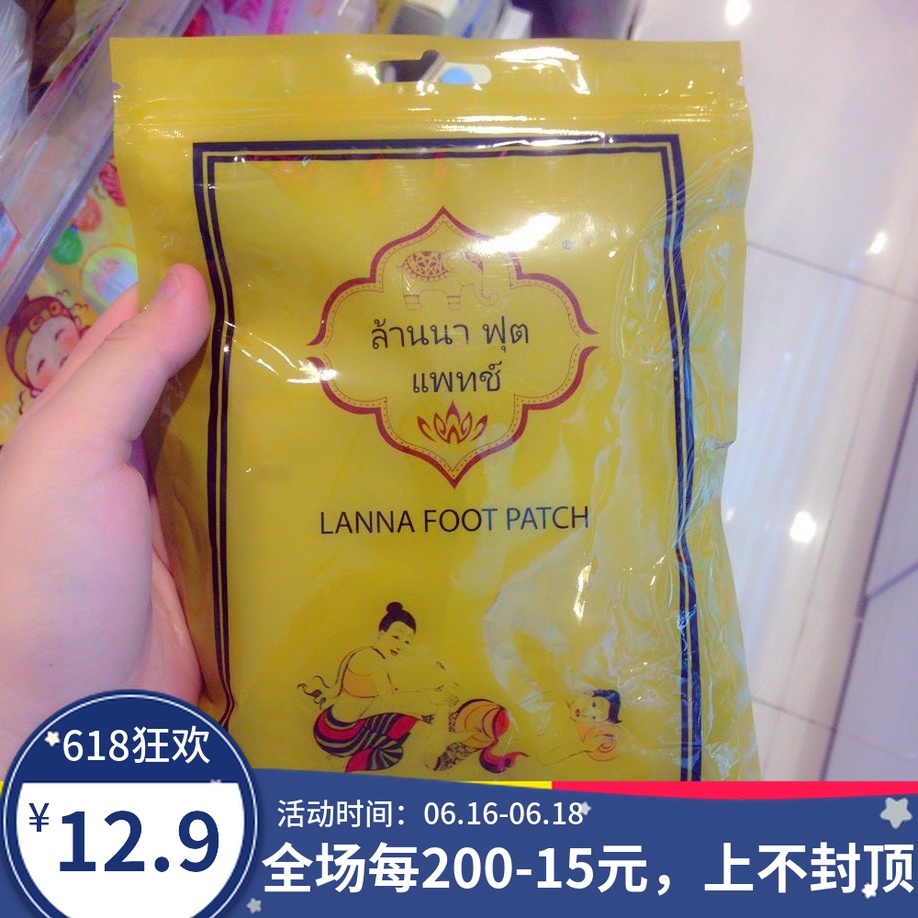 ®
ล้านนา ฟุต
แพทช์
LANNA FOOT PATCH
618狂欢
¥12.9
活动时间：06.16-06.18
全场每200-15元，上不封顶